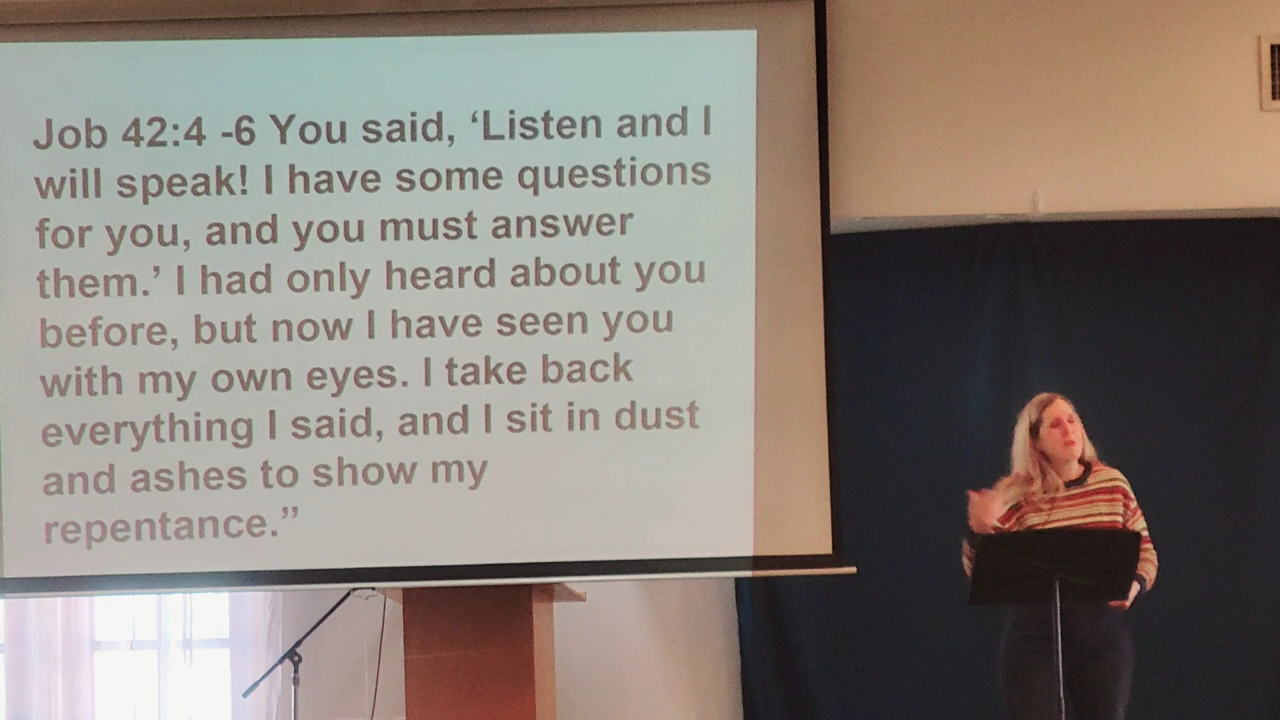 Job 42:4 -6 You said, ‘Listen and I
will speak! I have some questions
for you, and you must answer
them.’ I had only heard about you
before, but now I have seen you
with my own eyes. I take back
everything I said, and I sit in dust
and ashes to show my
repentance.”